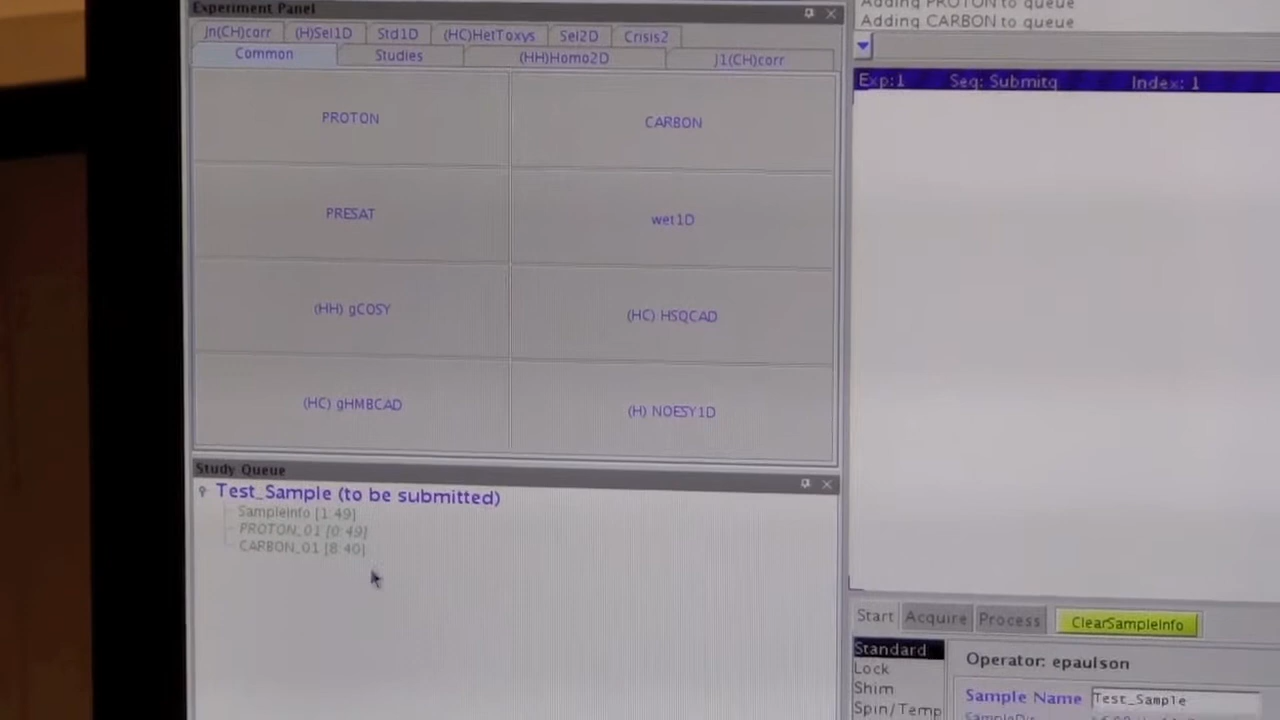 Experiment Panel
Jn(CH)corr (H)Sel1D Std1D (HC)HetToxys Sel2D Crisis2
Common Studies (HH)Homo2D J1(CH)corr
PROTON CARBON
PRESAT wet1D
(HH) gCOSY (HC) HSQCAD
(HC) gHMBCAD (H) NOESY1D
Study Queue
Test_Sample (to be submitted)
SampleInfo [1:49]
PROTON_01 [0:49]
CARBON_01 [8:40]
Adding PROTON to queue
Adding CARBON to queue
Exp:1 Seq: Submitq Index: 1
Start Acquire Process ClearSampleInfo
Standard
Lock
Shim
Spin/Temp
Operator: epaulson
Sample Name Test_Sample